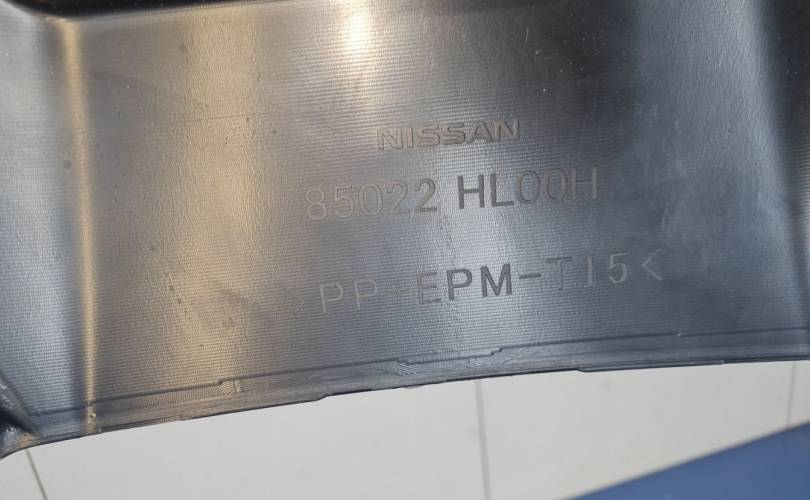 NISSAN
85022 HL00H
>PP+EPM-T15<